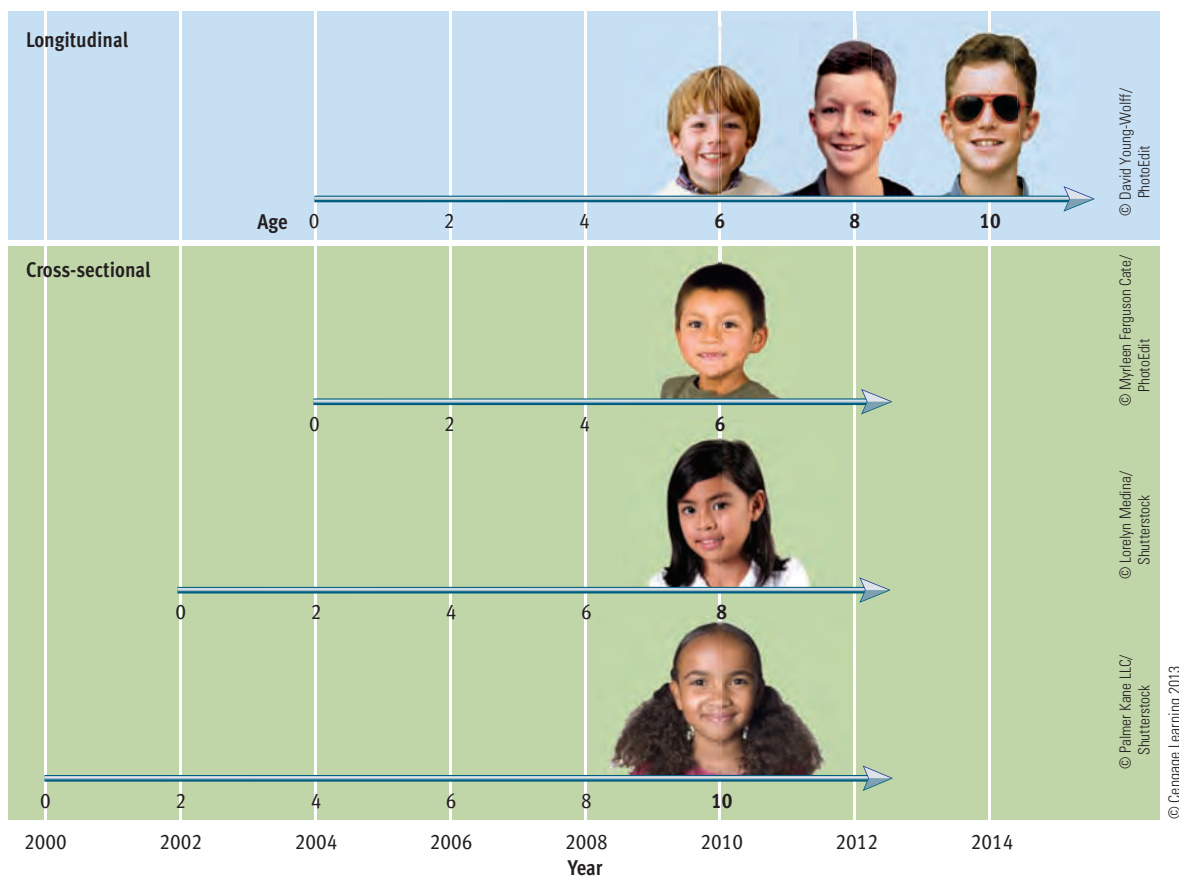 Longitudinal
© David Young-Wolff/
PhotoEdit
Age 0 2 4 6 8 10
Cross-sectional
© Myrleen Ferguson Cate/
PhotoEdit
0 2 4 6
© Lorelyn Medina/
Shutterstock
0 2 4 6 8
© Palmer Kane LLC/
Shutterstock
0 2 4 6 8 10
© Cengage Learning 2013
2000 2002 2004 2006 2008 2010 2012 2014
Year